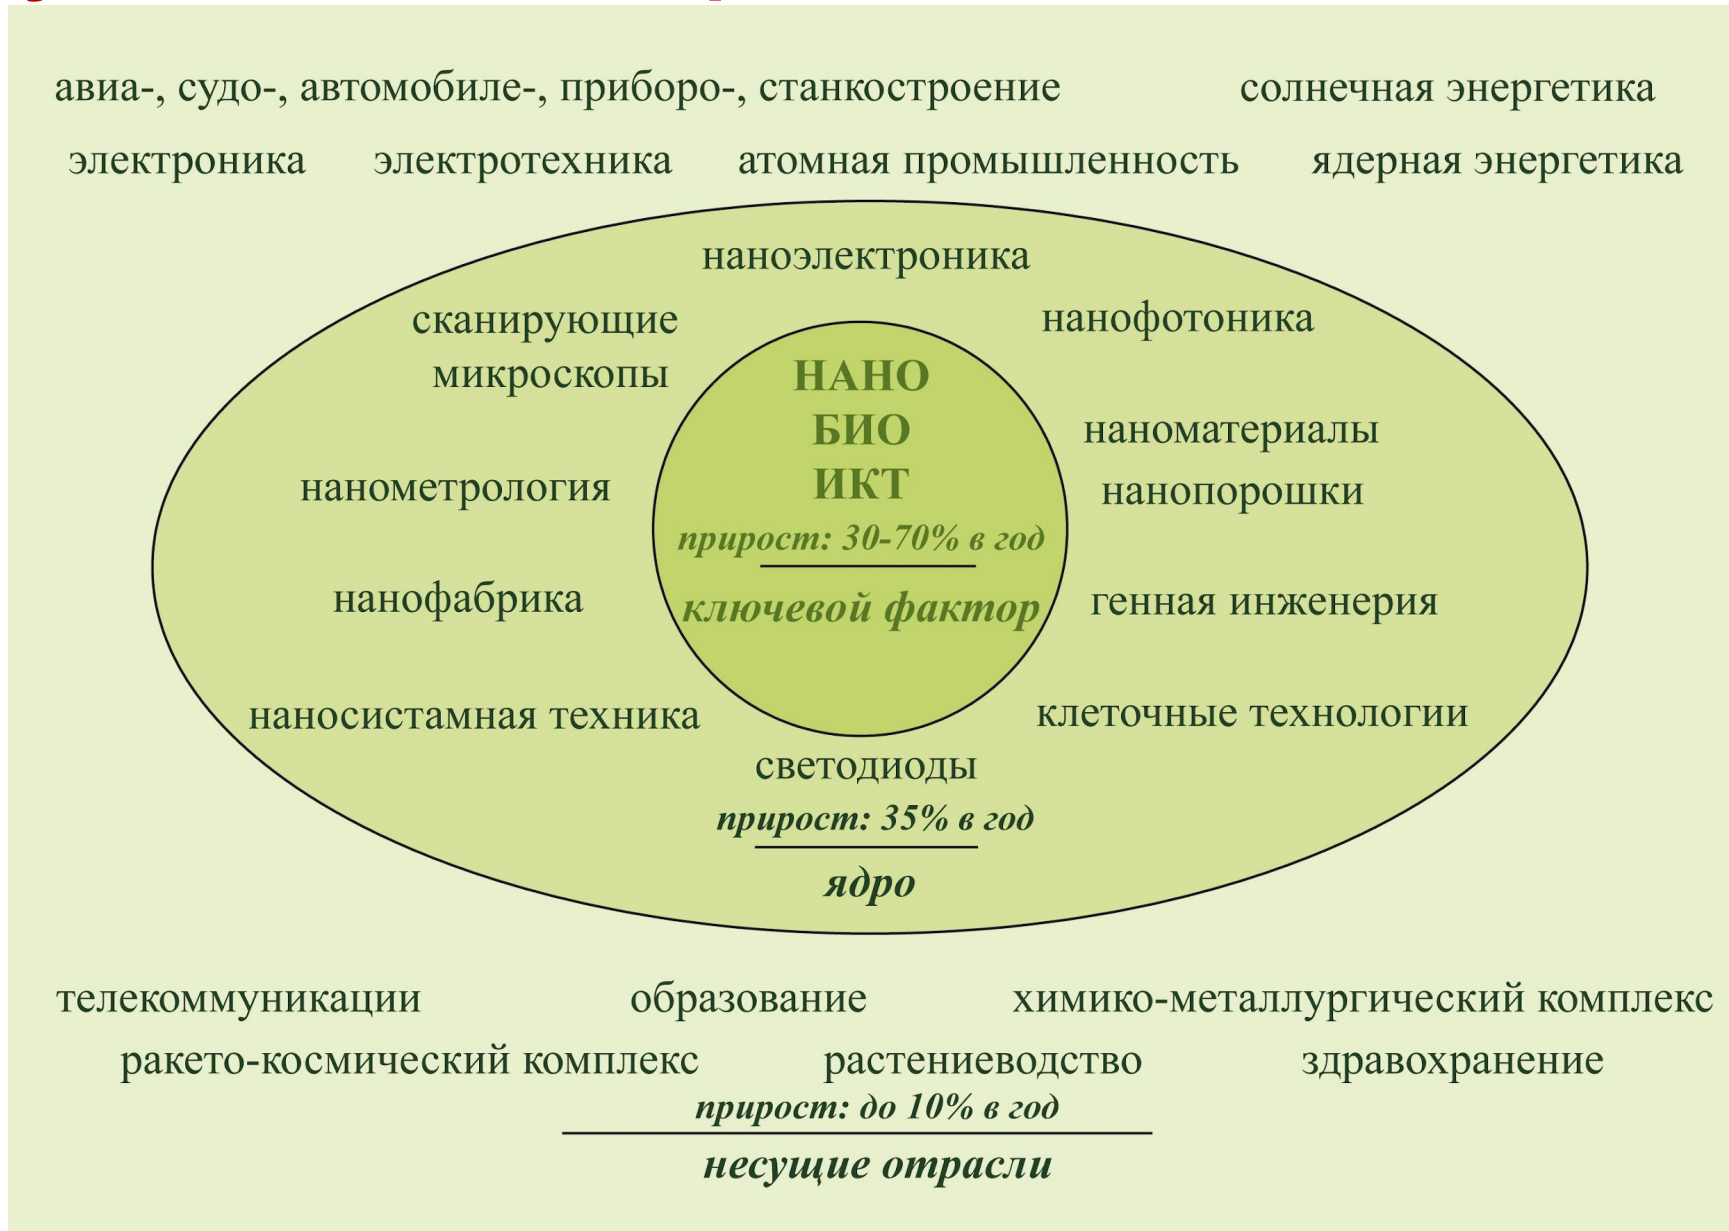 авиа-, судо-, автомобиле-, приборо-, станкостроение
солнечная энергетика
электроника
электротехника
атомная промышленность
ядерная энергетика
наноэлектроника
сканирующие
микроскопы
нанофотоника
НАНО
БИО
ИКТ
прирост: 30-70% в год
ключевой фактор
наноматериалы
нанометрология
нанопорошки
нанофабрика
генная инженерия
наносистамная техника
клеточные технологии
светодиоды
прирост: 35% в год
ядро
телекоммуникации
образование
химико-металлургический комплекс
ракето-космический комплекс
растениеводство
здравохранение
прирост: до 10% в год
несущие отрасли